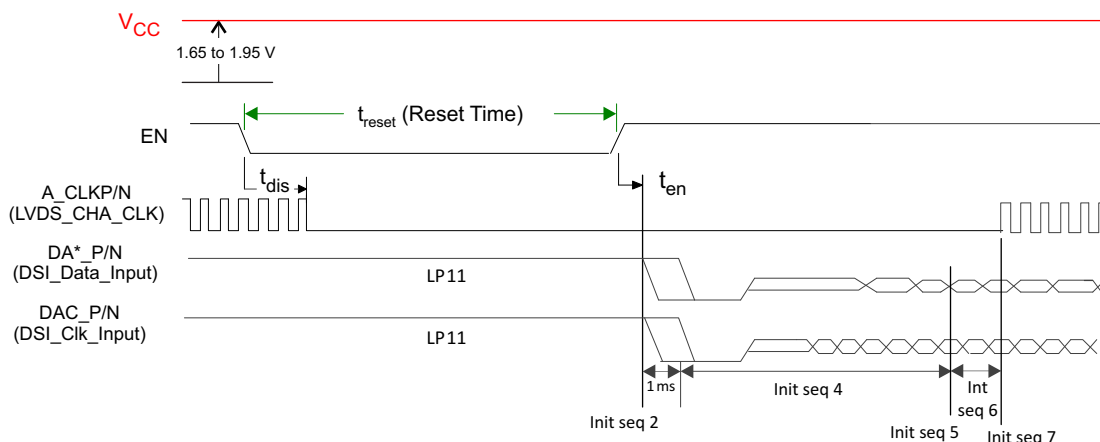 VCC
1.65 to 1.95 V
treset (Reset Time)
EN
tdis
ten
A_CLKP/N
(LVDS_CHA_CLK)
DA*_P/N
(DSI_Data_Input)
LP11
DAC_P/N
(DSI_Clk_Input)
LP11
1 ms
Init seq 4
Int
seq 6
Init seq 2
Init seq 5
Init seq 7